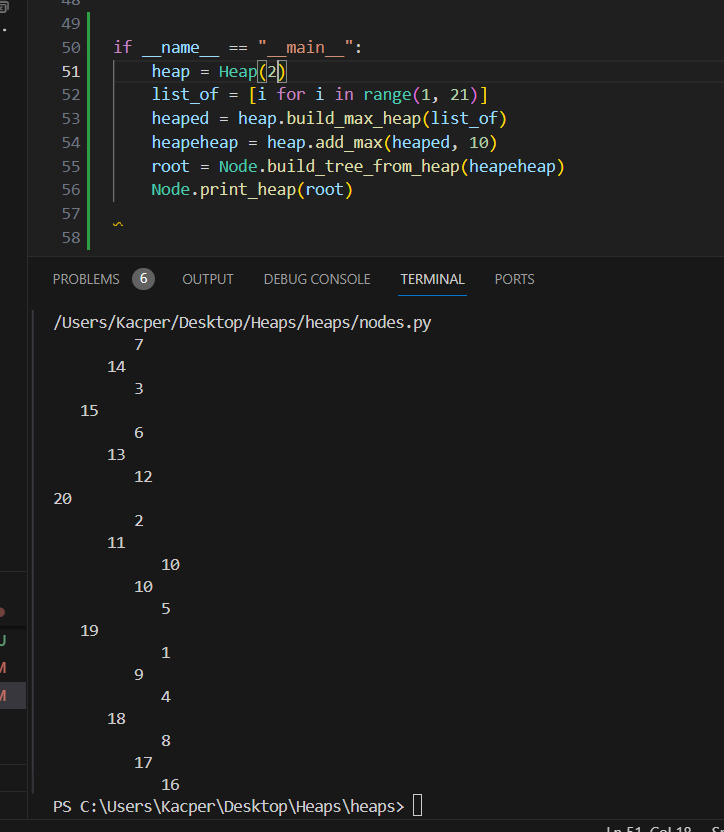 48
49
50 if __name__ == "__main__":
51 heap = Heap(2)
52 list_of = [i for i in range(1, 21)]
53 heaped = heap.build_max_heap(list_of)
54 heapeheap = heap.add_max(heaped, 10)
55 root = Node.build_tree_from_heap(heapeheap)
56 Node.print_heap(root)
57
58
PROBLEMS 6 OUTPUT DEBUG CONSOLE TERMINAL PORTS
/Users/Kacper/Desktop/Heaps/heaps/nodes.py
7
14
3
15
6
13
12
20
2
11
10
10
5
19
1
9
4
18
8
17
16
U
M
M
PS C:\Users\Kacper\Desktop\Heaps\heaps>
Ln 51, Col 18